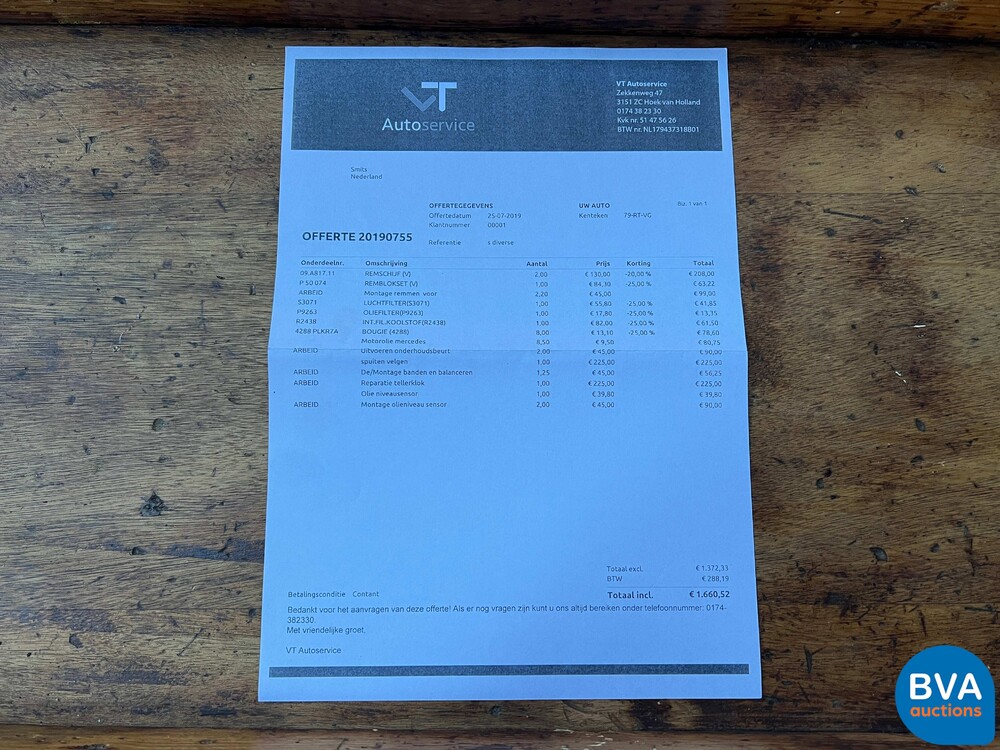 VT
Autoservice
VT Autoservice
Zekkenweg 47
3151 ZC Hoek van Holland
0174 38 23 30
Kvk nr. 51 47 56 26
BTW nr. NL179437318B01
Smits
Nederland
OFFERTEGEGEVENS UW AUTO Blz. 1 van 1
Offertedatum 25-07-2019 Kenteken 79-RT-VG
Klantnummer 00001
OFFERTE 20190755
Referentie s diverse
Onderdeelnr. Omschrijving Aantal Prijs Korting Totaal
09.A817.11 REMSCHIJF (V) 2,00 € 130,00 -20,00 % € 208,00
P 50 074 REMBLOKSET (V) 1,00 € 84,30 -25,00 % € 63,22
ARBEID Montage remmen voor 2,20 € 45,00 € 99,00
S3071 LUCHTFILTER(S3071) 1,00 € 55,80 -25,00 % € 41,85
P9263 OLIEFILTER(P9263) 1,00 € 17,80 -25,00 % € 13,35
R2438 INT.FIL.KOOLSTOF(R2438) 1,00 € 82,00 -25,00 % € 61,50
4288 PLKR7A BOUGIE (4288) 8,00 € 13,10 -25,00 % € 78,60
Motorolie mercedes 8,50 € 9,50 € 80,75
ARBEID Uitvoeren onderhoudsbeurt 2,00 € 45,00 € 90,00
spuiten velgen 1,00 € 225,00 € 225,00
ARBEID De/Montage banden en balanceren 1,25 € 45,00 € 56,25
ARBEID Reparatie tellerklok 1,00 € 225,00 € 225,00
Olie niveausensor 1,00 € 39,80 € 39,80
ARBEID Montage olieniveau sensor 2,00 € 45,00 € 90,00
Totaal excl. € 1.372,33
BTW € 288,19
Betalingsconditie Contant Totaal incl. € 1.660,52
Bedankt voor het aanvragen van deze offerte! Als er nog vragen zijn kunt u ons altijd bereiken onder telefoonnummer: 0174-
382330
Met vriendelijke groet,
VT Autoservice
BVA
auctions